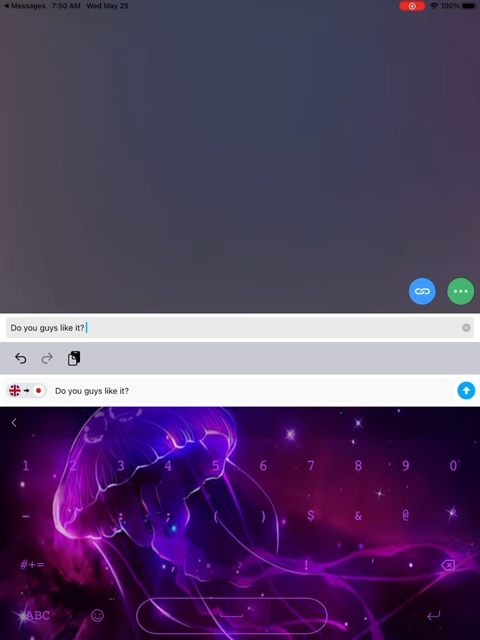 Messages 7:50 AM Wed May 25 100%
Do you guys like it?
Do you guys like it?
1 2 3 4 5 6 7 8 9 0
- : ; ( ) $ & @
#+= !
ABC